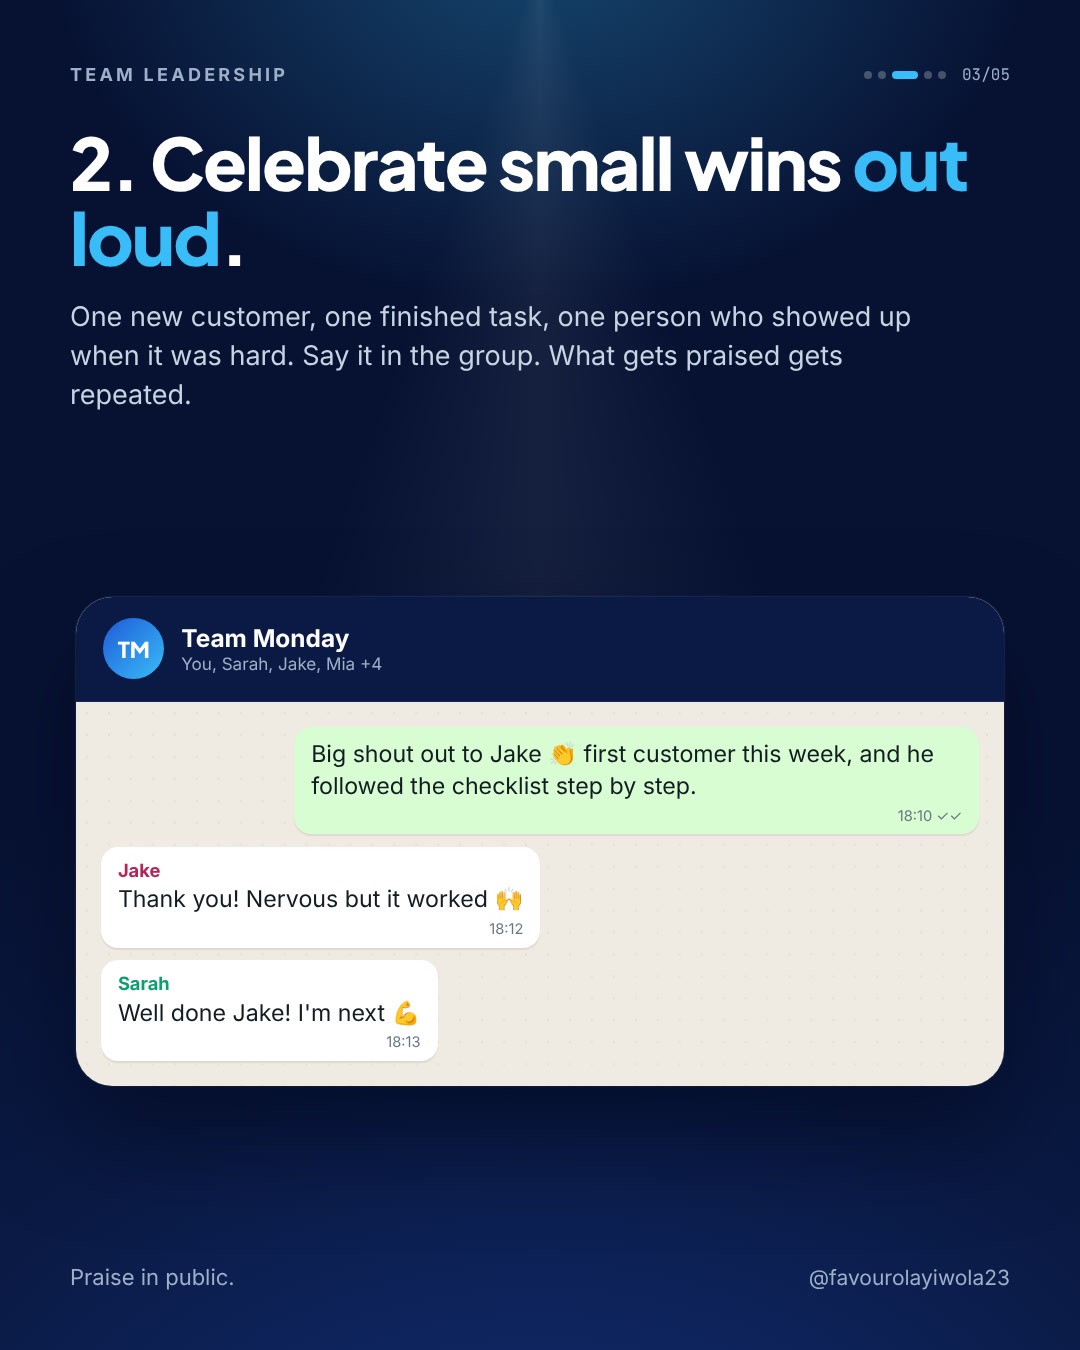 TEAM LEADERSHIP
03/05
2. Celebrate small wins out
loud.
One new customer, one finished task, one person who showed up
when it was hard. Say it in the group. What gets praised gets
repeated.
TM
Team Monday
You, Sarah, Jake, Mia +4
Big shout out to Jake 👏 first customer this week, and he
followed the checklist step by step.
18:10 ✓✓
Jake
Thank you! Nervous but it worked 🙌
18:12
Sarah
Well done Jake! I'm next 💪
18:13
Praise in public.
@favourolayiwola23